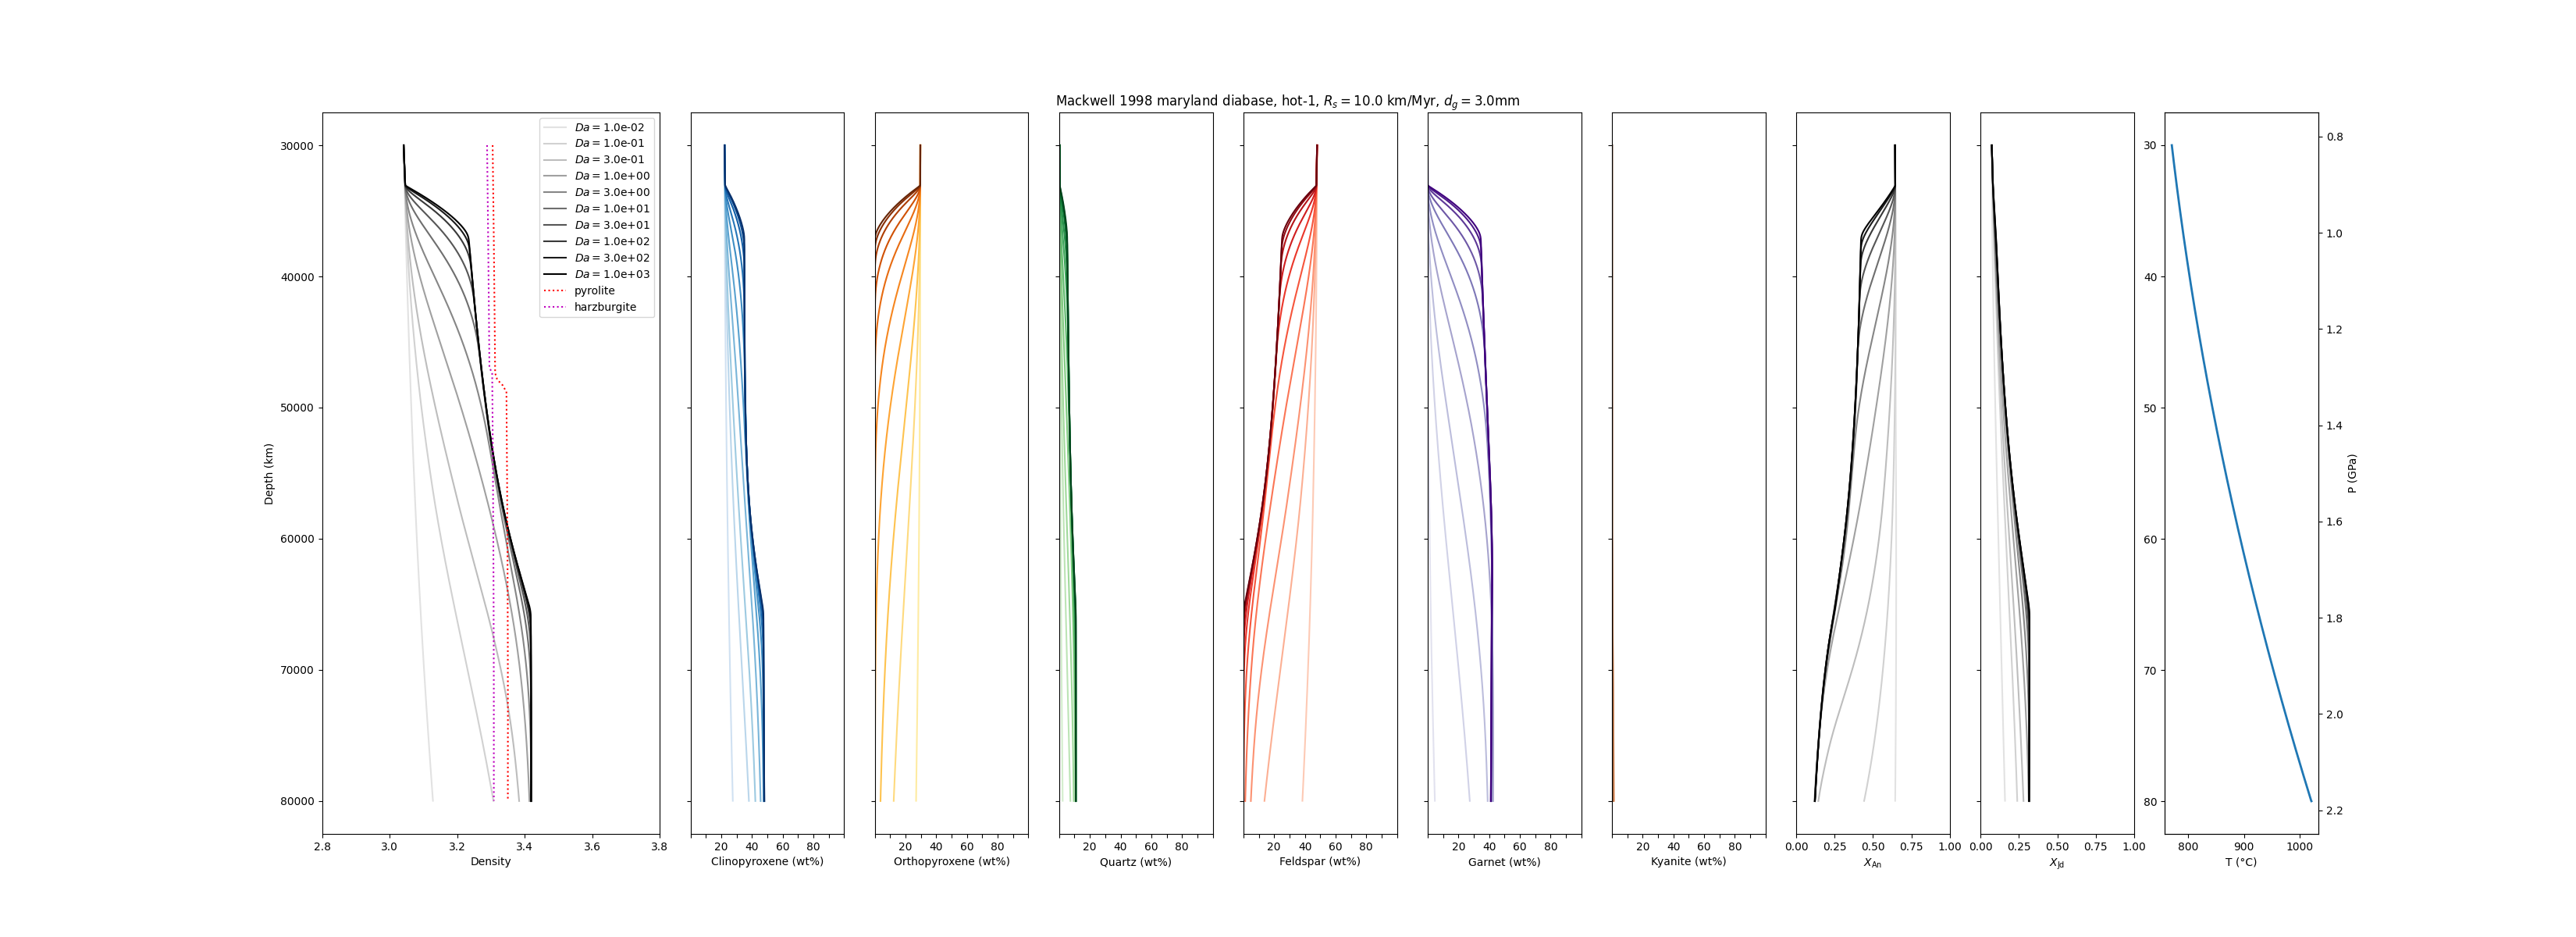 Mackwell 1998 maryland diabase, hot-1, R_s = 10.0 km/Myr, d_g = 3.0mm
Da = 1.0e-02
Da = 1.0e-01
Da = 3.0e-01
Da = 1.0e+00
Da = 3.0e+00
Da = 1.0e+01
Da = 3.0e+01
Da = 1.0e+02
Da = 3.0e+02
Da = 1.0e+03
pyrolite
harzburgite
Depth (km)
30000
40000
50000
60000
70000
80000
2.8 3.0 3.2 3.4 3.6 3.8
Density
20 40 60 80
Clinopyroxene (wt%)
20 40 60 80
Orthopyroxene (wt%)
20 40 60 80
Quartz (wt%)
20 40 60 80
Feldspar (wt%)
20 40 60 80
Garnet (wt%)
20 40 60 80
Kyanite (wt%)
0.00 0.25 0.50 0.75 1.00
X_An
0.00 0.25 0.50 0.75 1.00
X_Jd
30
40
50
60
70
80
800 900 1000
T (°C)
0.8
1.0
1.2
1.4
1.6
1.8
2.0
2.2
P (GPa)